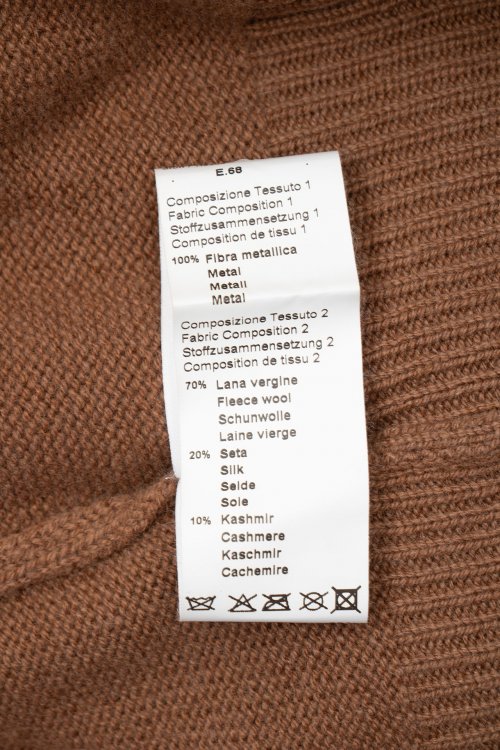 E.68
Composizione Tessuto 1
Fabric Composition 1
Stoffzusammensetzung 1
Composition de tissu 1
100% Fibra metallica
Metal
Metall
Metal
Composizione Tessuto 2
Fabric Composition 2
Stoffzusammensetzung 2
Composition de tissu 2
70% Lana vergine
Fleece wool
Schunwolle
Laine vierge
20% Seta
Silk
Seide
Soie
10% Kashmir
Cashmere
Kaschmir
Cachemire